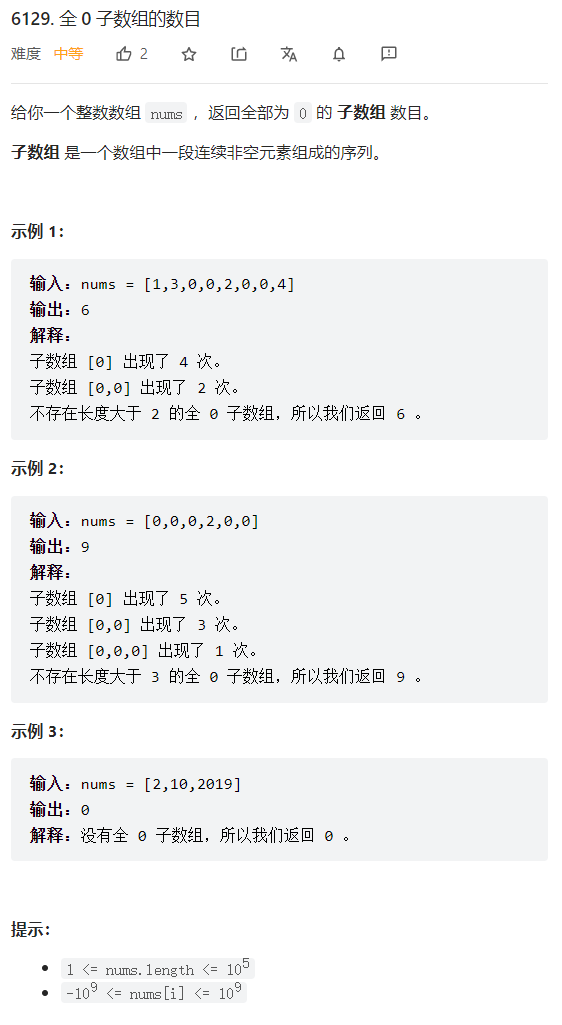 6129. 全 0 子数组的数目
难度 中等 2
给你一个整数数组 nums ，返回全部为 0 的 子数组 数目。
子数组 是一个数组中一段连续非空元素组成的序列。
示例 1：
输入：nums = [1,3,0,0,2,0,0,4]
输出：6
解释：
子数组 [0] 出现了 4 次。
子数组 [0,0] 出现了 2 次。
不存在长度大于 2 的全 0 子数组，所以我们返回 6 。
示例 2：
输入：nums = [0,0,0,2,0,0]
输出：9
解释：
子数组 [0] 出现了 5 次。
子数组 [0,0] 出现了 3 次。
子数组 [0,0,0] 出现了 1 次。
不存在长度大于 3 的全 0 子数组，所以我们返回 9 。
示例 3：
输入：nums = [2,10,2019]
输出：0
解释：没有全 0 子数组，所以我们返回 0 。
提示：
• 1 <= nums.length <= 10⁵
• -10⁹ <= nums[i] <= 10⁹